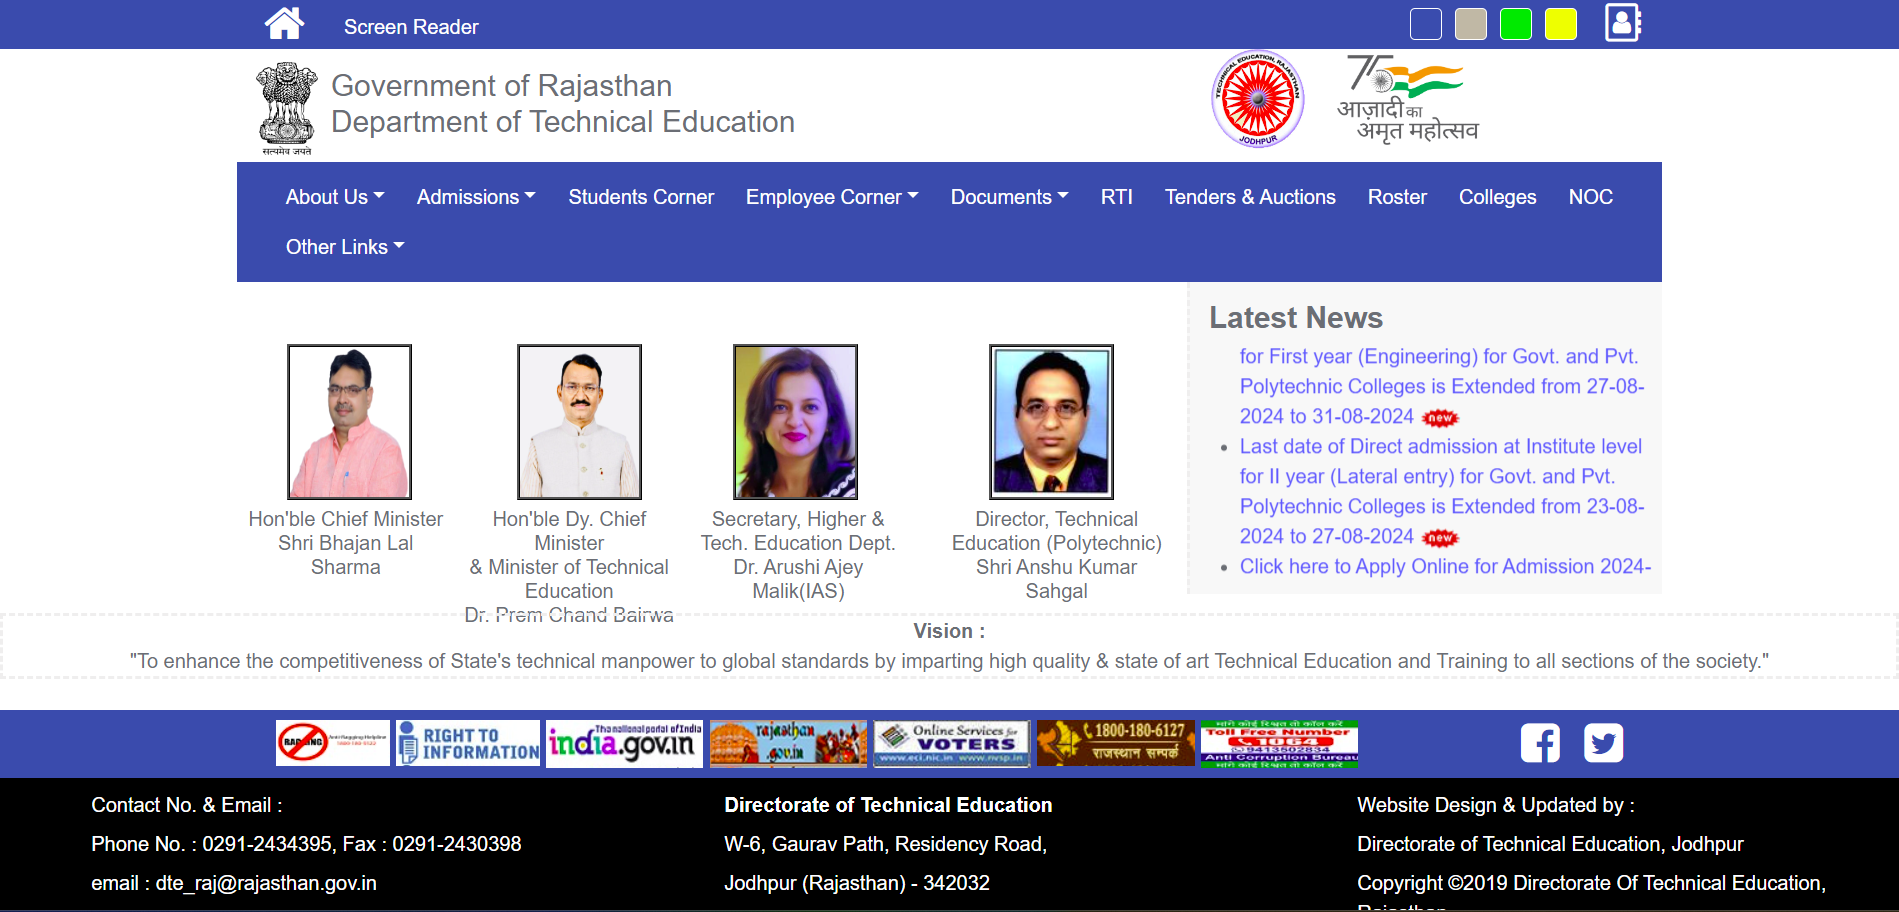 Screen Reader
सत्यमेव जयते
Government of Rajasthan
Department of Technical Education
TECHNICAL EDUCATION, RAJASTHAN
JODHPUR
75
आज़ादी का
अमृत महोत्सव
About Us
Admissions
Students Corner
Employee Corner
Documents
RTI
Tenders & Auctions
Roster
Colleges
NOC
Other Links
Hon'ble Chief Minister
Shri Bhajan Lal
Sharma
Hon'ble Dy. Chief
Minister
& Minister of Technical
Education
Dr. Prem Chand Bairwa
Secretary, Higher &
Tech. Education Dept.
Dr. Arushi Ajey
Malik(IAS)
Director, Technical
Education (Polytechnic)
Shri Anshu Kumar
Sahgal
Latest News
for First year (Engineering) for Govt. and Pvt.
Polytechnic Colleges is Extended from 27-08-
2024 to 31-08-2024 new
Last date of Direct admission at Institute level
for II year (Lateral entry) for Govt. and Pvt.
Polytechnic Colleges is Extended from 23-08-
2024 to 27-08-2024 new
Click here to Apply Online for Admission 2024-
Vision :
"To enhance the competitiveness of State's technical manpower to global standards by imparting high quality & state of art Technical Education and Training to all sections of the society."
RAGGING
Anti Ragging Helpline
1800-180-5522
RIGHT TO
INFORMATION
The national portal of India
india.gov.in
rajasthan
.gov.in
Online Services for
VOTERS
www.eci.nic.in www.nvsp.in
1800-180-6127
राजस्थान सम्पर्क
मांगे कोई रिश्वत तो कॉल करें
Toll Free Number
1064
9413502834
Anti Corruption Bureau
मांगे कोई रिश्वत तो कॉल करें
Contact No. & Email :
Phone No. : 0291-2434395, Fax : 0291-2430398
email : dte_raj@rajasthan.gov.in
Directorate of Technical Education
W-6, Gaurav Path, Residency Road,
Jodhpur (Rajasthan) - 342032
Website Design & Updated by :
Directorate of Technical Education, Jodhpur
Copyright ©2019 Directorate Of Technical Education,
Rajasthan